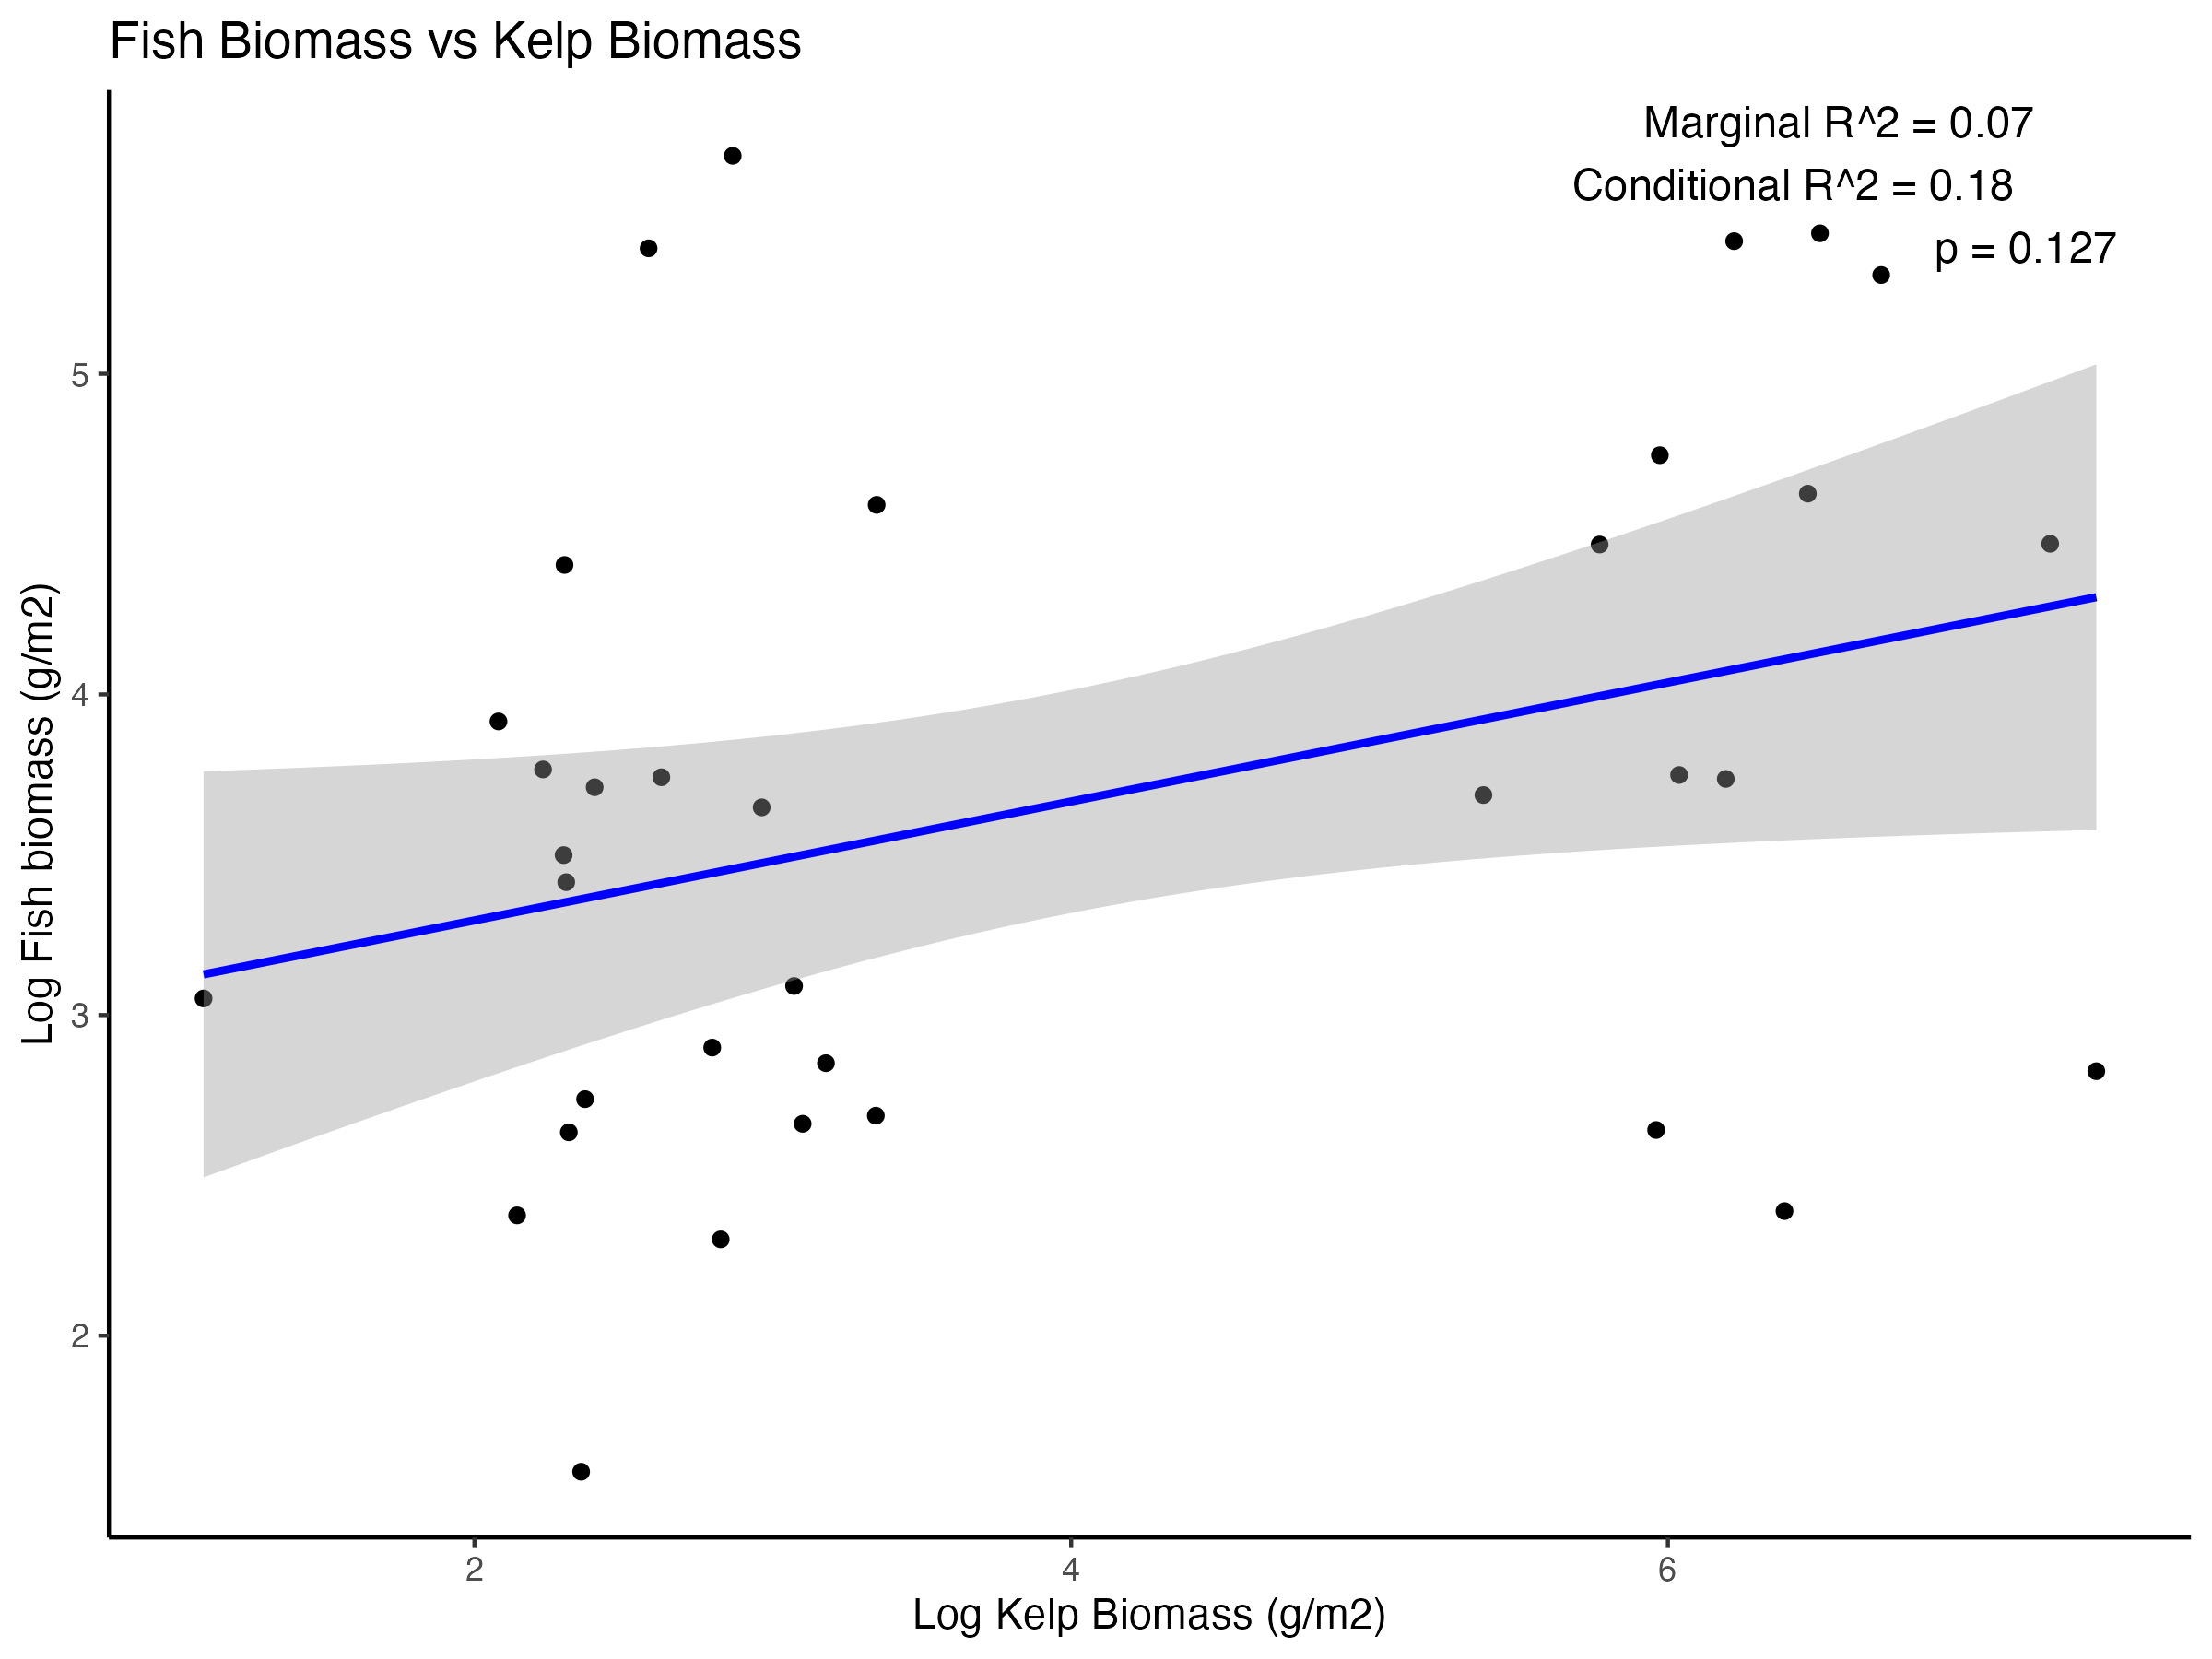 Fish Biomass vs Kelp Biomass
Marginal R^2 = 0.07
Conditional R^2 = 0.18
p = 0.127
Log Fish biomass (g/m2)
5
4
3
2
2
4
6
Log Kelp Biomass (g/m2)